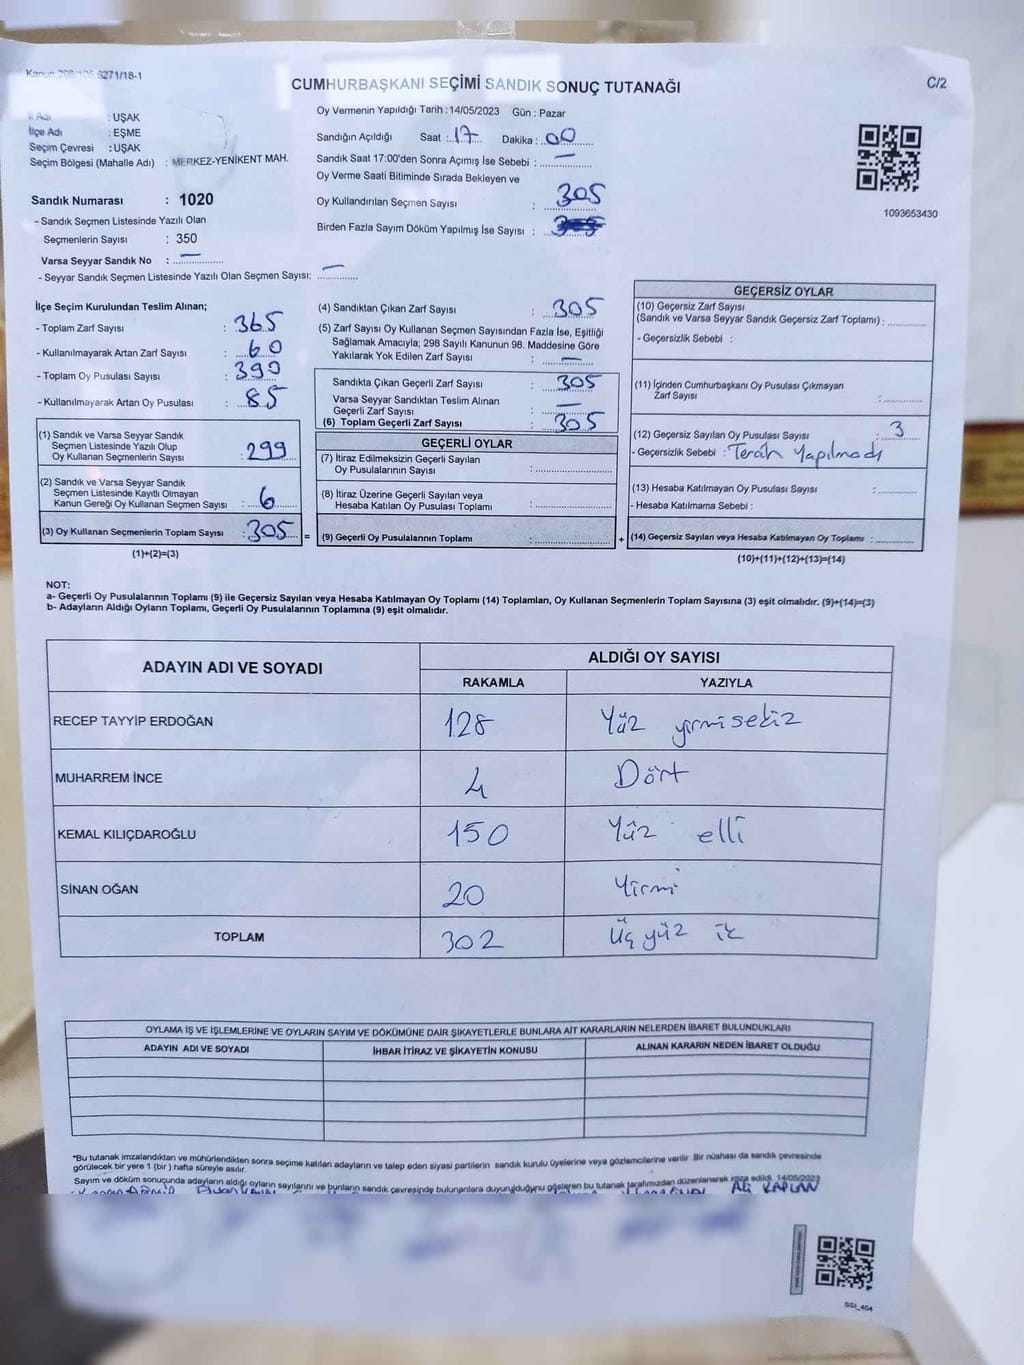 Kanun 298/105 6271/18-1
CUMHURBAŞKANI SEÇİMİ SANDIK SONUÇ TUTANAĞI
C/2
İl Adı : UŞAK
İlçe Adı : EŞME
Seçim Çevresi : UŞAK
Seçim Bölgesi (Mahalle Adı) : MERKEZ-YENİKENT MAH.
Oy Vermenin Yapıldığı Tarih : 14/05/2023 Gün : Pazar
Sandığın Açıldığı Saat : 17 Dakika : 00
Sandık Saat 17:00'den Sonra Açımış İse Sebebi : —
Oy Verme Saati Bitiminde Sırada Bekleyen ve
Oy Kullandırılan Seçmen Sayısı : 305
Birden Fazla Sayım Döküm Yapılmış İse Sayısı :
1093653430
Sandık Numarası : 1020
- Sandık Seçmen Listesinde Yazılı Olan
Seçmenlerin Sayısı : 350
Varsa Seyyar Sandık No : —
- Seyyar Sandık Seçmen Listesinde Yazılı Olan Seçmen Sayısı: —
İlçe Seçim Kurulundan Teslim Alınan;
- Toplam Zarf Sayısı : 365
- Kullanılmayarak Artan Zarf Sayısı : 60
- Toplam Oy Pusulası Sayısı : 390
- Kullanılmayarak Artan Oy Pusulası : 85
(1) Sandık ve Varsa Seyyar Sandık
Seçmen Listesinde Yazılı Olup
Oy Kullanan Seçmenlerin Sayısı : 299
(2) Sandık ve Varsa Seyyar Sandık
Seçmen Listesinde Kayıtlı Olmayan
Kanun Gereği Oy Kullanan Seçmen Sayısı : 6
(3) Oy Kullanan Seçmenlerin Toplam Sayısı : 305 =
(1)+(2)=(3)
(4) Sandıktan Çıkan Zarf Sayısı : 305
(5) Zarf Sayısı Oy Kullanan Seçmen Sayısından Fazla İse, Eşitliği
Sağlamak Amacıyla; 298 Sayılı Kanunun 98. Maddesine Göre
Yakılarak Yok Edilen Zarf Sayısı : —
Sandıkta Çıkan Geçerli Zarf Sayısı : 305
Varsa Seyyar Sandıktan Teslim Alınan
Geçerli Zarf Sayısı : —
(6) Toplam Geçerli Zarf Sayısı : 305
GEÇERLİ OYLAR
(7) İtiraz Edilmeksizin Geçerli Sayılan
Oy Pusulalarının Sayısı :
(8) İtiraz Üzerine Geçerli Sayılan veya
Hesaba Katılan Oy Pusulası Toplamı :
(9) Geçerli Oy Pusulalarının Toplamı : +
GEÇERSİZ OYLAR
(10) Geçersiz Zarf Sayısı
(Sandık ve Varsa Seyyar Sandık Geçersiz Zarf Toplamı) :
- Geçersizlik Sebebi :
(11) İçinden Cumhurbaşkanı Oy Pusulası Çıkmayan
Zarf Sayısı :
(12) Geçersiz Sayılan Oy Pusulası Sayısı : 3
- Geçersizlik Sebebi : Terah Yapılmadı
(13) Hesaba Katılmayan Oy Pusulası Sayısı :
- Hesaba Katılmama Sebebi :
(14) Geçersiz Sayılan veya Hesaba Katılmayan Oy Toplamı :
(10)+(11)+(12)+(13)=(14)
NOT:
a- Geçerli Oy Pusulalarının Toplamı (9) ile Geçersiz Sayılan veya Hesaba Katılmayan Oy Toplamı (14) Toplamları, Oy Kullanan Seçmenlerin Toplam Sayısına (3) eşit olmalıdır. (9)+(14)=(3)
b- Adayların Aldığı Oyların Toplamı, Geçerli Oy Pusulalarının Toplamına (9) eşit olmalıdır.
ADAYIN ADI VE SOYADI
ALDIĞI OY SAYISI
RAKAMLA YAZIYLA
RECEP TAYYİP ERDOĞAN 128 Yüz yirmi sekiz
MUHARREM İNCE 4 Dört
KEMAL KILIÇDAROĞLU 150 Yüz elli
SİNAN OĞAN 20 Yirmi
TOPLAM 302 Üç yüz ik
OYLAMA İŞ VE İŞLEMLERİNE VE OYLARIN SAYIM VE DÖKÜMÜNE DAİR ŞİKAYETLERLE BUNLARA AİT KARARLARIN NELERDEN İBARET BULUNDUKLARI
ADAYIN ADI VE SOYADI İHBAR İTİRAZ VE ŞİKAYETİN KONUSU ALINAN KARARIN NEDEN İBARET OLDUĞU
*Bu tutanak imzalandıktan ve mühürlendikten sonra seçime katılan adayların ve talep eden siyasi partilerin sandık kurulu üyelerine veya gözlemcilerine verilir. Bir nüshası da sandık çevresinde
görülecek bir yere 1 (bir) hafta süreyle asılır.
Sayım ve döküm sonucunda adayların aldığı oyların sayılarını ve bunların sandık çevresinde bulunanlara duyurulduğunu gösteren bu tutanak tarafımızdan düzenlenerek imza edildi. 14/05/2023
Ali KAPLAN
SSI_404